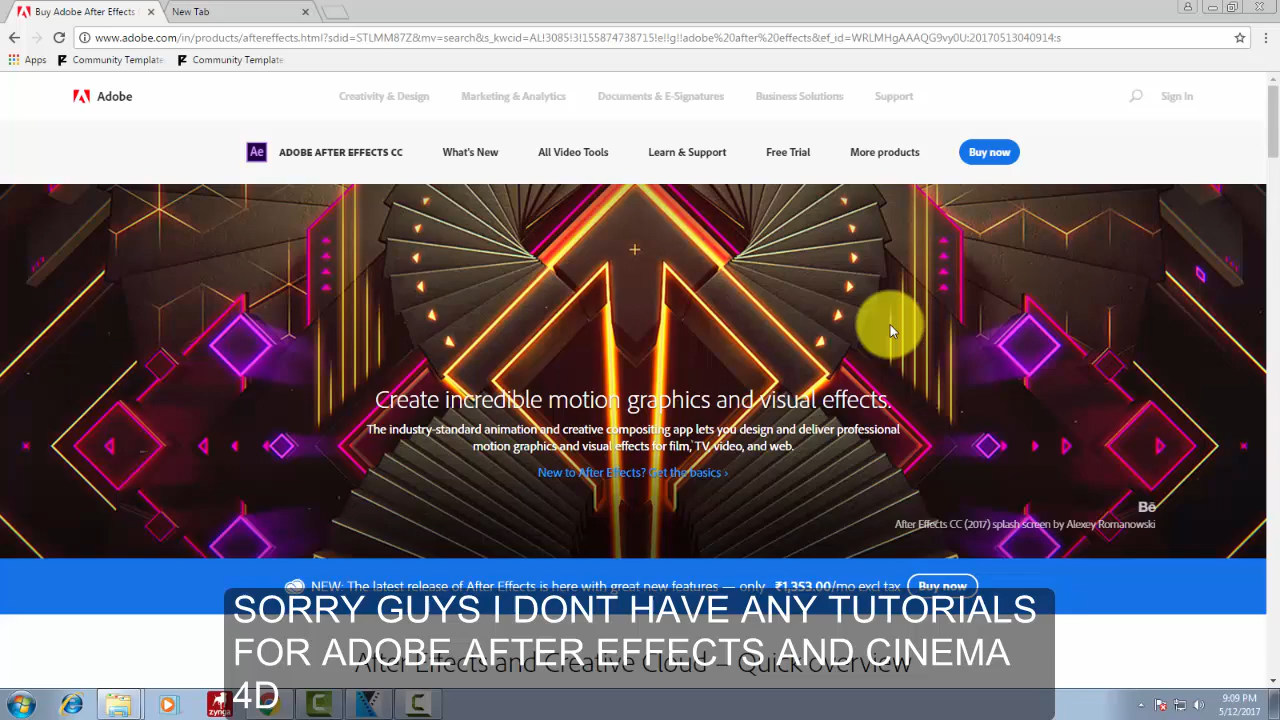 Buy Adobe After Effects
New Tab
www.adobe.com/in/products/aftereffects.html?sdid=STLMM87Z&mv=search&s_kwcid=AL!3085!3!155874738715!e!!g!!adobe%20after%20effects&ef_id=WRLMHgAAAQG9vy0U:20170513040914:s
Apps Community Template Community Template
Adobe Creativity & Design Marketing & Analytics Documents & E-Signatures Business Solutions Support Sign In
Ae ADOBE AFTER EFFECTS CC What's New All Video Tools Learn & Support Free Trial More products Buy now
Create incredible motion graphics and visual effects.
The industry-standard animation and creative compositing app lets you design and deliver professional
motion graphics and visual effects for film, TV, video, and web.
New to After Effects? Get the basics ›
Bē
After Effects CC (2017) splash screen by Alexey Romanowski
NEW: The latest release of After Effects is here with great new features — only ₹1,353.00/mo excl tax Buy now
SORRY GUYS I DONT HAVE ANY TUTORIALS
FOR ADOBE AFTER EFFECTS AND CINEMA
4D
After Effects and Creative Cloud – Quick overview
zynga
9:09 PM
5/12/2017